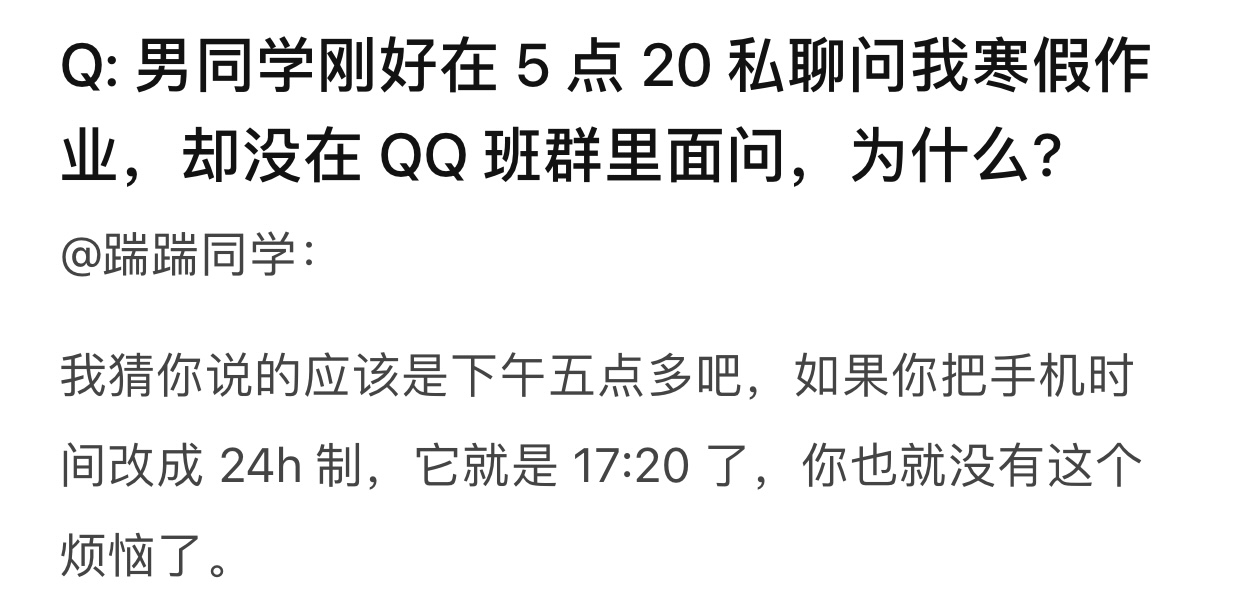 Q: 男同学刚好在 5 点 20 私聊问我寒假作
业，却没在 QQ 班群里面问，为什么?
@踹踹同学：
我猜你说的应该是下午五点多吧，如果你把手机时
间改成 24h 制，它就是 17:20 了，你也就没有这个
烦恼了。